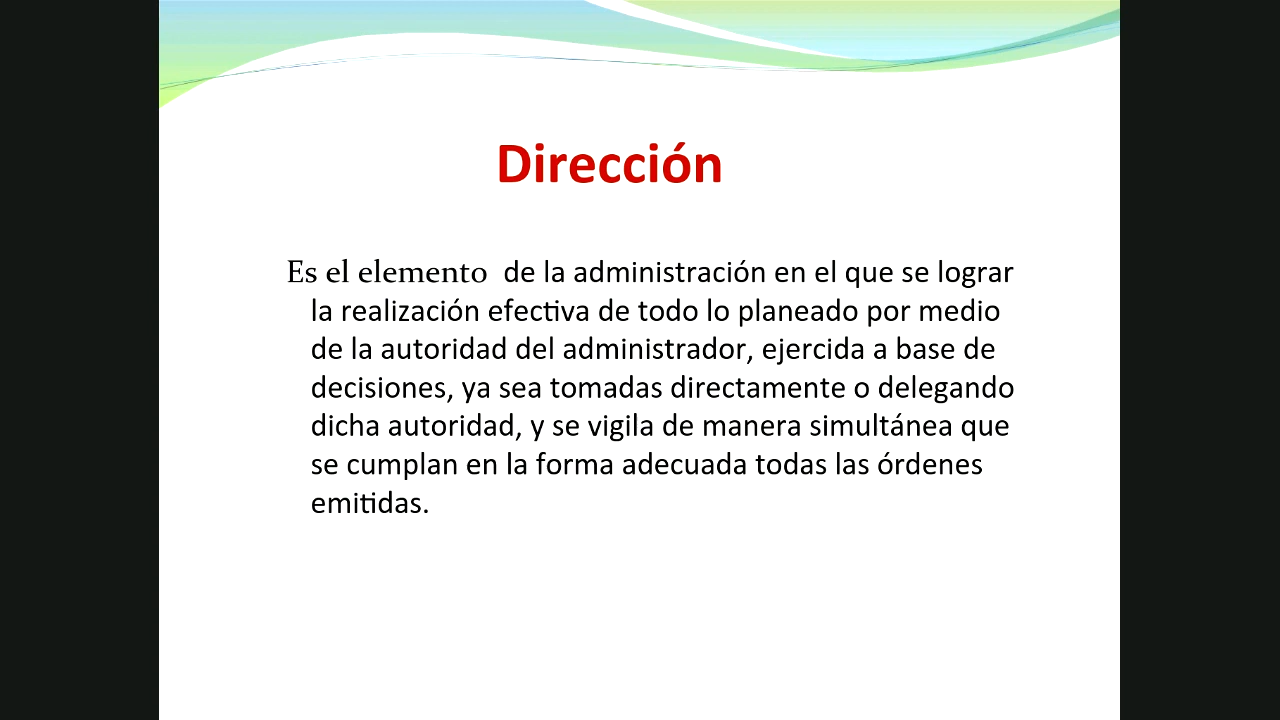 Dirección
Es el elemento de la administración en el que se lograr
la realización efectiva de todo lo planeado por medio
de la autoridad del administrador, ejercida a base de
decisiones, ya sea tomadas directamente o delegando
dicha autoridad, y se vigila de manera simultánea que
se cumplan en la forma adecuada todas las órdenes
emitidas.